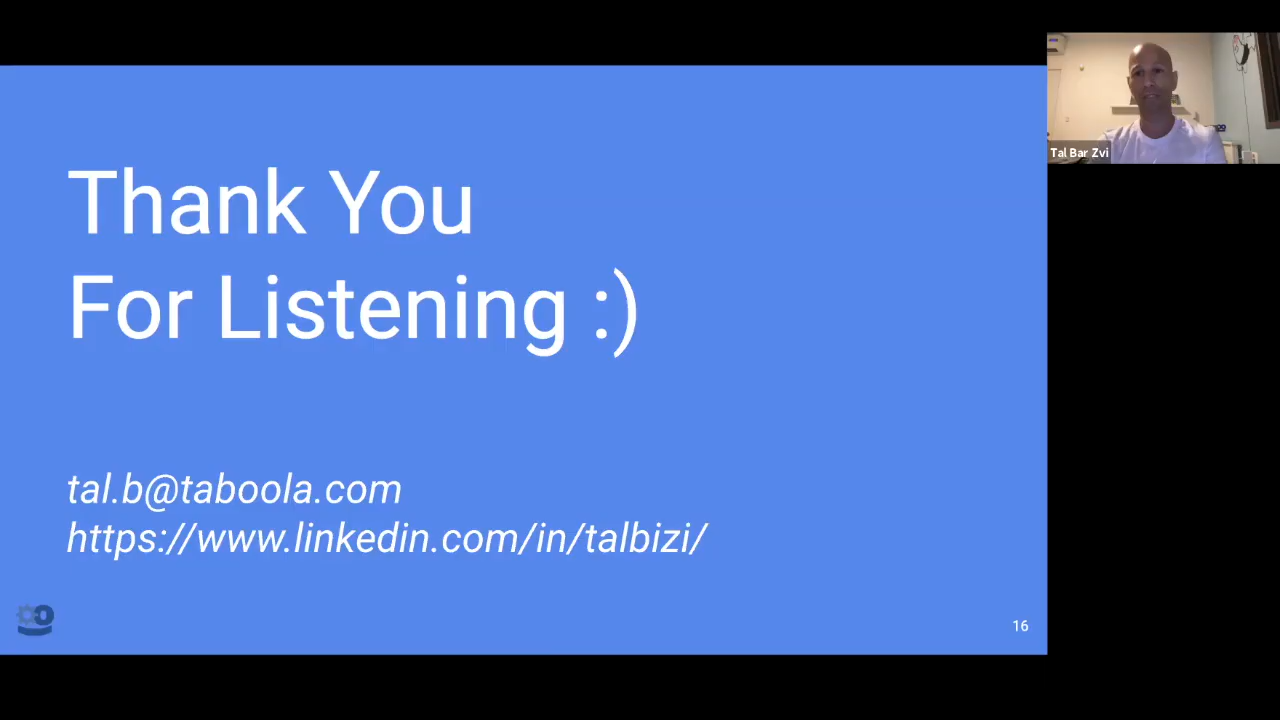 Thank You
For Listening :)
tal.b@taboola.com
https://www.linkedin.com/in/talbizi/
16
Tal Bar Zvi